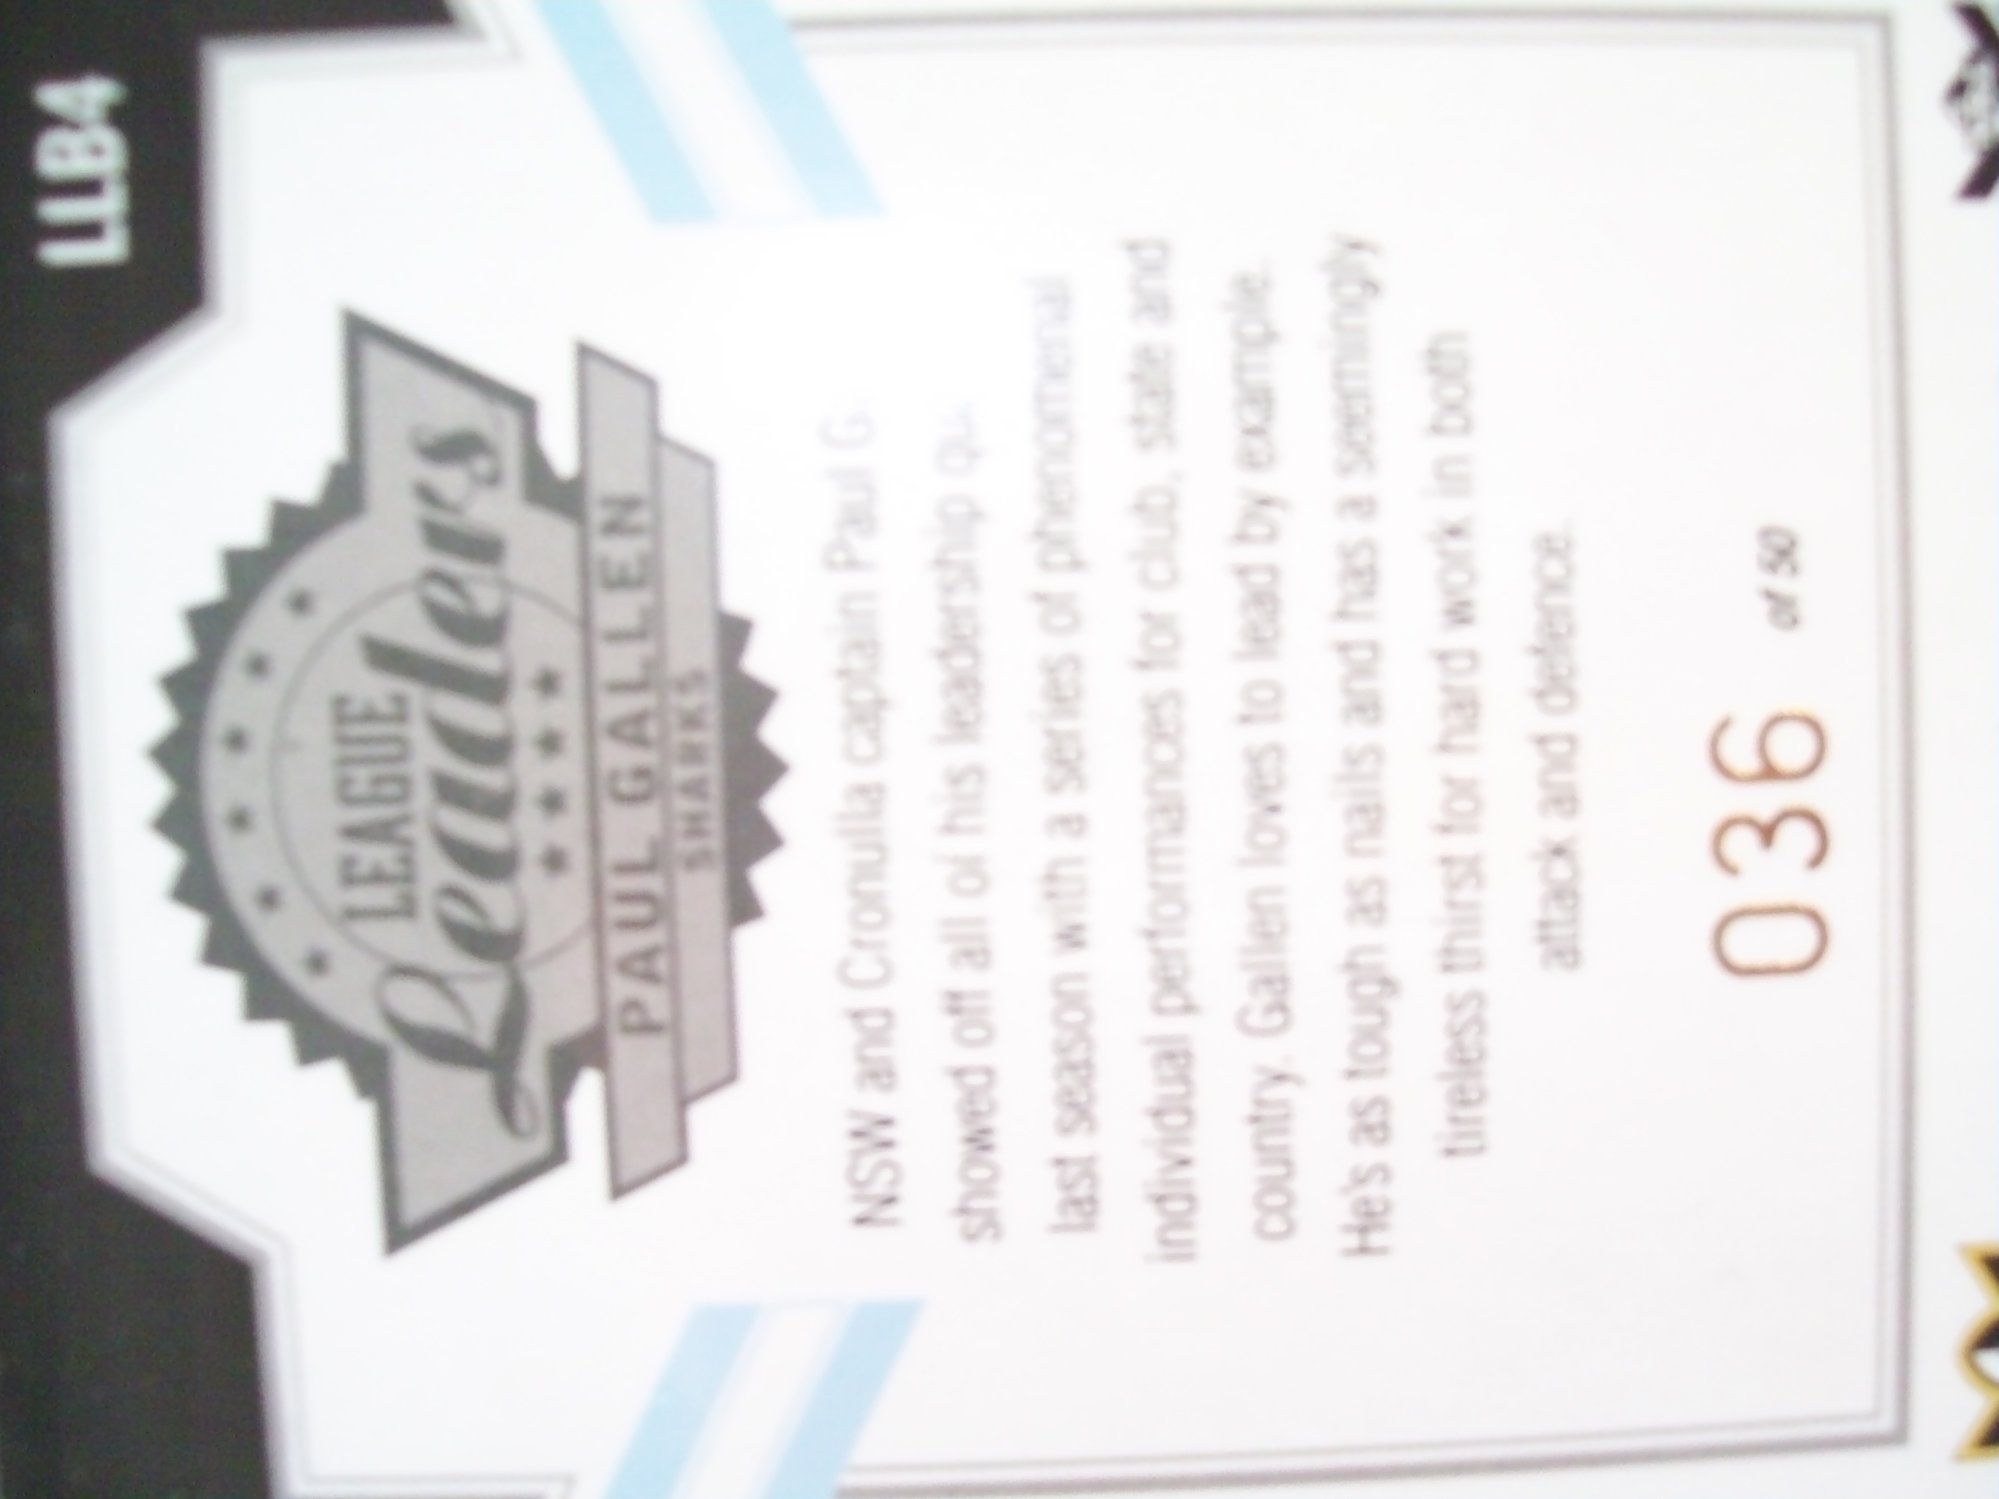 LLB4
LEAGUE
Leaders
PAUL GALLEN
SHARKS
NSW and Cronulla captain Paul G
showed off all of his leadership
last season with a series of phenomenal
individual performances for club, state and
country. Gallen loves to lead by example.
He's as tough as nails and has a seemingly
tireless thirst for hard work in both
attack and defence.
036 of 50